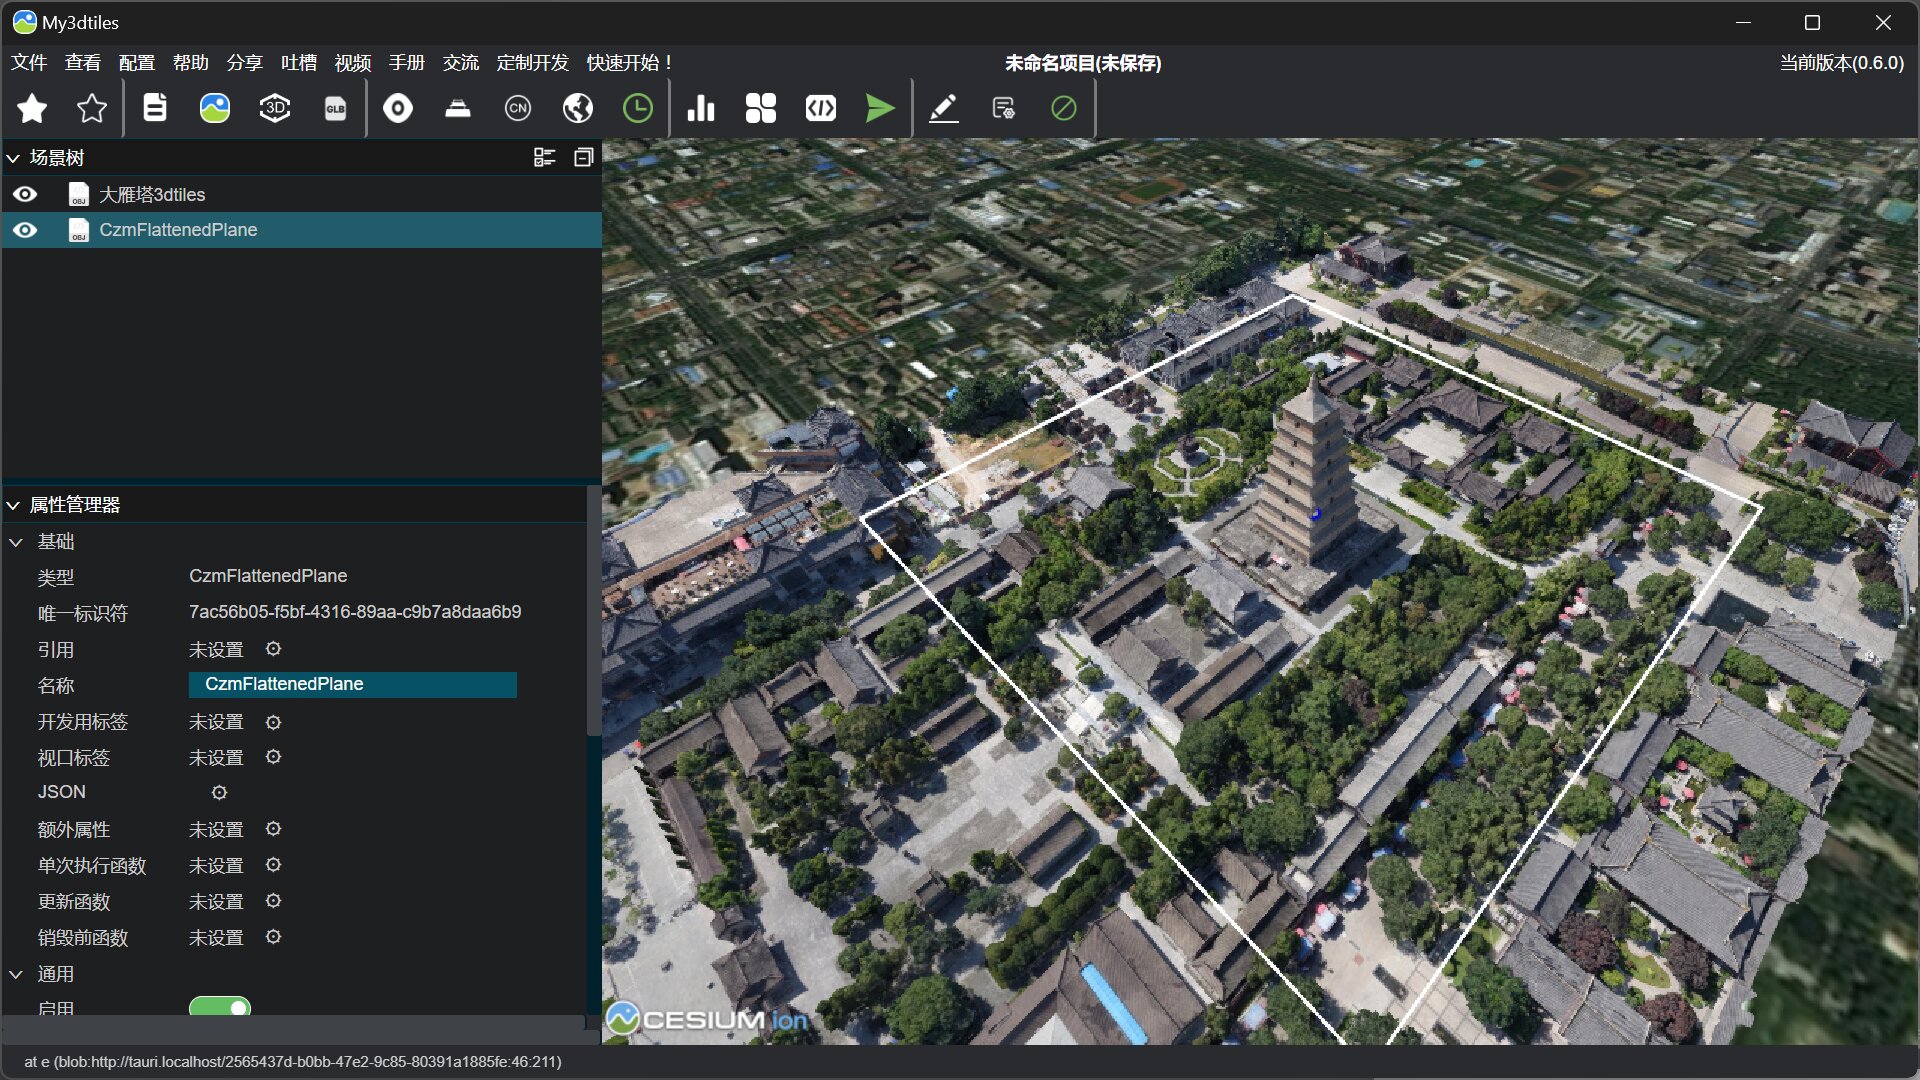 My3dtiles
文件 查看 配置 帮助 分享 吐槽 视频 手册 交流 定制开发 快速开始！ 未命名项目(未保存) 当前版本(0.6.0)
3D GLB CN
场景树
OBJ 大雁塔3dtiles
OBJ CzmFlattenedPlane
属性管理器
基础
类型 CzmFlattenedPlane
唯一标识符 7ac56b05-f5bf-4316-89aa-c9b7a8daa6b9
引用 未设置
名称 CzmFlattenedPlane
开发用标签 未设置
视口标签 未设置
JSON
额外属性 未设置
单次执行函数 未设置
更新函数 未设置
销毁前函数 未设置
通用
启用
CESIUM ion
at e (blob:http://tauri.localhost/2565437d-b0bb-47e2-9c85-80391a1885fe:46:211)